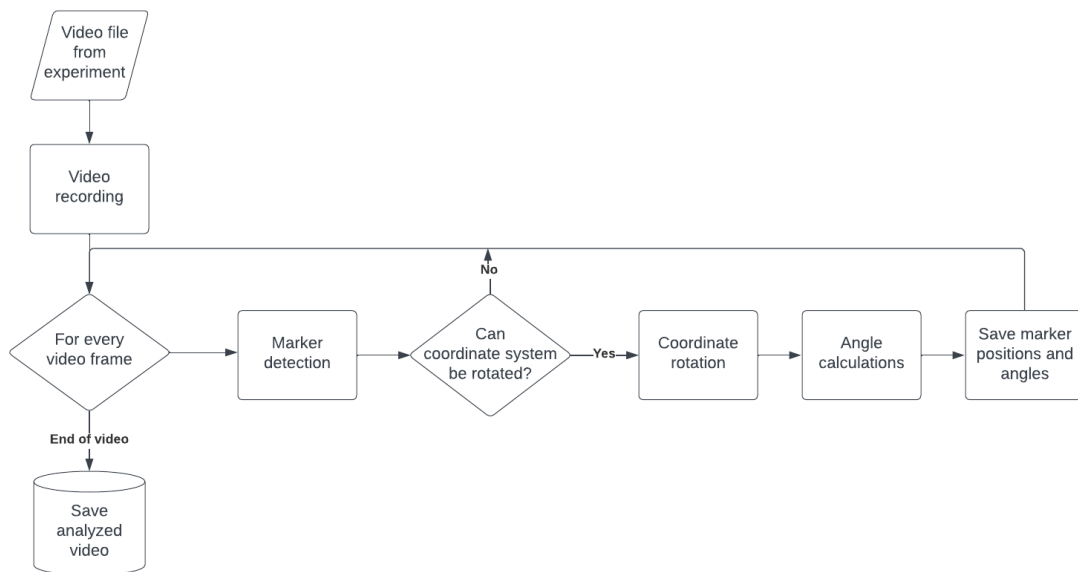 Video file
from
experiment
Video
recording
No
For every
video frame
Marker
detection
Can
coordinate system
be rotated?
Yes
Coordinate
rotation
Angle
calculations
Save marker
positions and
angles
End of video
Save
analyzed
video